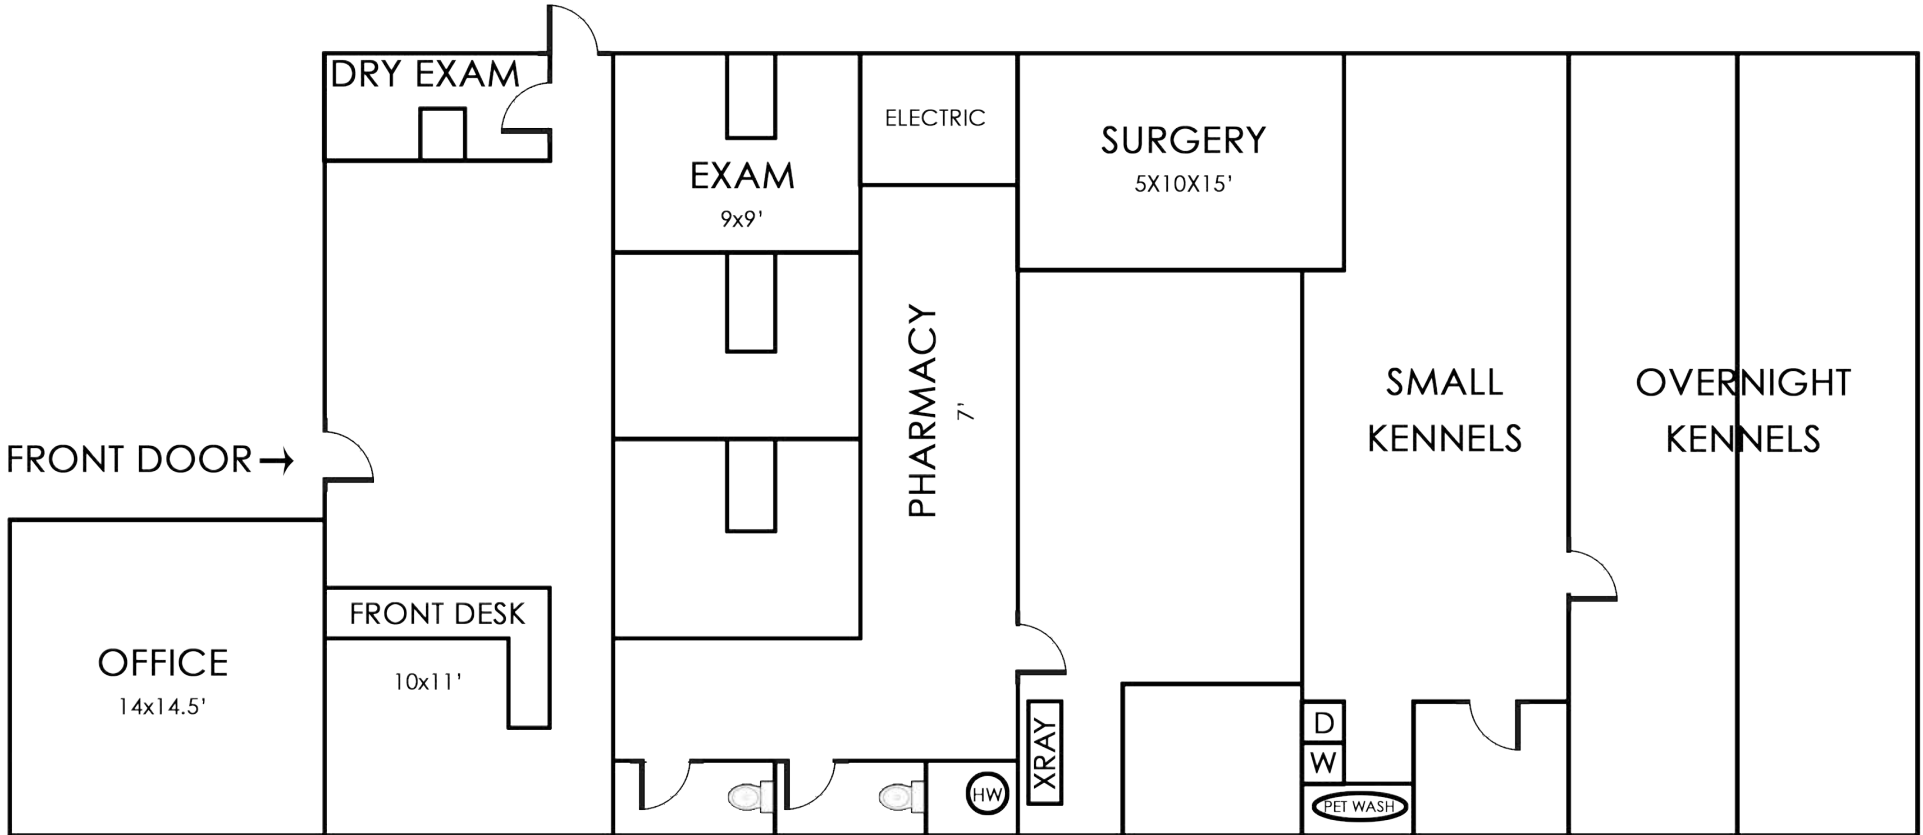 DRY EXAM
EXAM
9x9'
ELECTRIC
SURGERY
5X10X15'
PHARMACY
7'
SMALL
KENNELS
OVERNIGHT
KENNELS
FRONT DOOR→
OFFICE
14x14.5'
FRONT DESK
10x11'
HW
XRAY
D
W
PET WASH